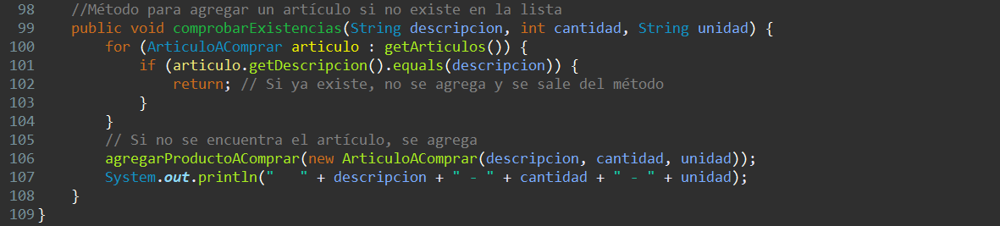 98 //Método para agregar un artículo si no existe en la lista
99 public void comprobarExistencias(String descripcion, int cantidad, String unidad) {
100 for (ArticuloAComprar articulo : getArticulos()) {
101 if (articulo.getDescripcion().equals(descripcion)) {
102 return; // Si ya existe, no se agrega y se sale del método
103 }
104 }
105 // Si no se encuentra el artículo, se agrega
106 agregarProductoAComprar(new ArticuloAComprar(descripcion, cantidad, unidad));
107 System.out.println("   " + descripcion + " - " + cantidad + " - " + unidad);
108 }
109 }